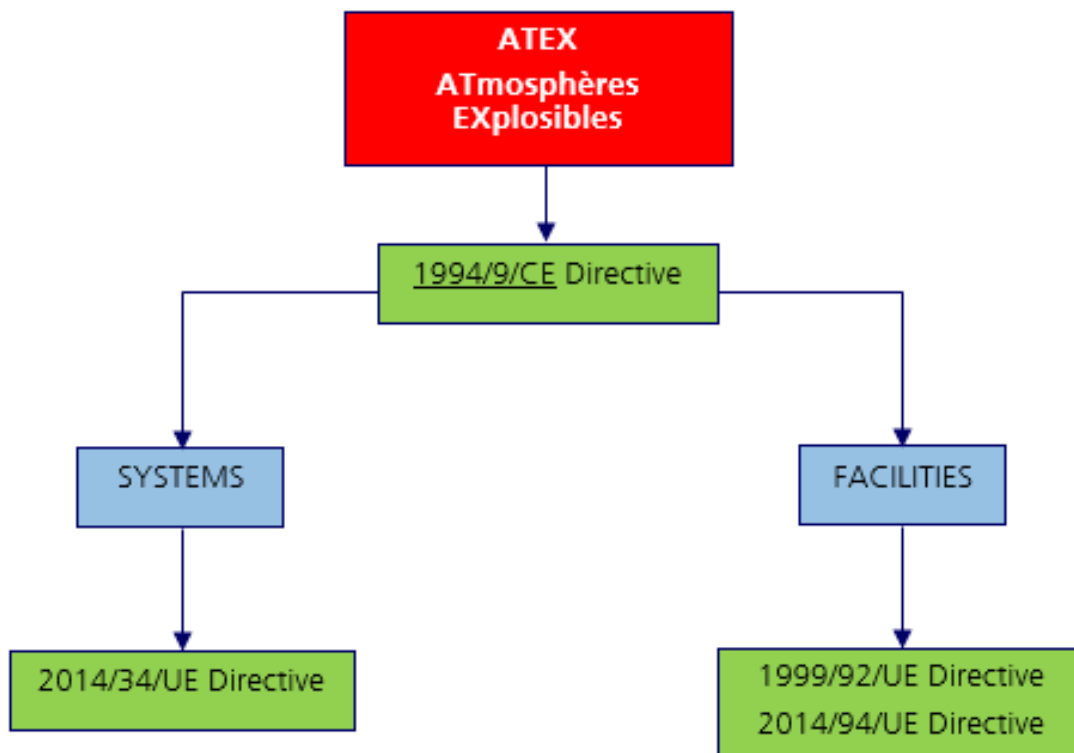 ATEX
ATmosphères
EXplosibles
1994/9/CE Directive
SYSTEMS
FACILITIES
2014/34/UE Directive
1999/92/UE Directive
2014/94/UE Directive